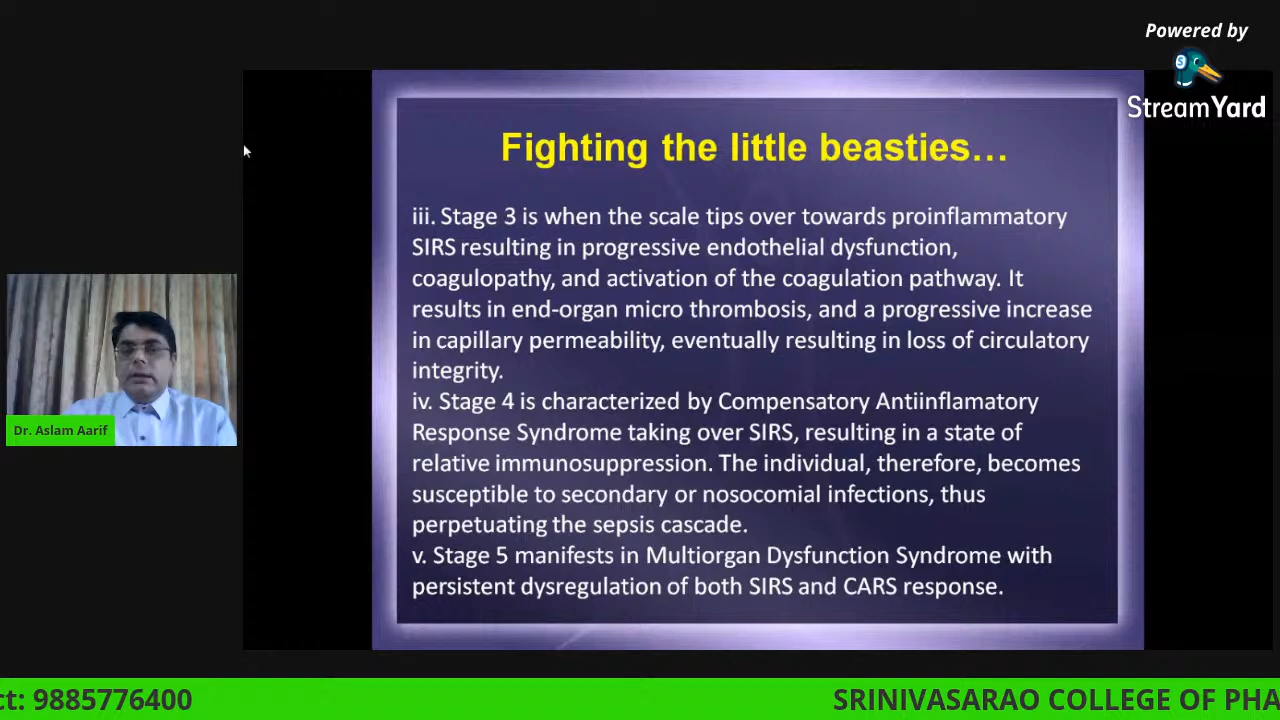 Powered by
StreamYard
Fighting the little beasties…
iii. Stage 3 is when the scale tips over towards proinflammatory
SIRS resulting in progressive endothelial dysfunction,
coagulopathy, and activation of the coagulation pathway. It
results in end-organ micro thrombosis, and a progressive increase
in capillary permeability, eventually resulting in loss of circulatory
integrity.
iv. Stage 4 is characterized by Compensatory Antiinflamatory
Response Syndrome taking over SIRS, resulting in a state of
relative immunosuppression. The individual, therefore, becomes
susceptible to secondary or nosocomial infections, thus
perpetuating the sepsis cascade.
v. Stage 5 manifests in Multiorgan Dysfunction Syndrome with
persistent dysregulation of both SIRS and CARS response.
Dr. Aslam Aarif
ct: 9885776400 SRINIVASARAO COLLEGE OF PHA